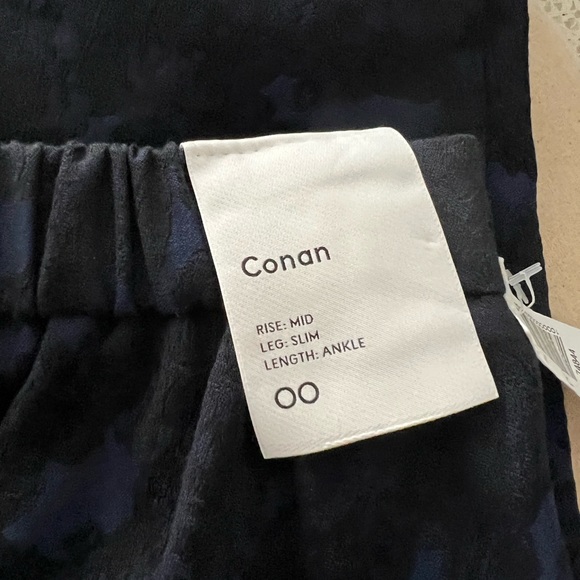 Conan
RISE: MID
LEG: SLIM
LENGTH: ANKLE
00